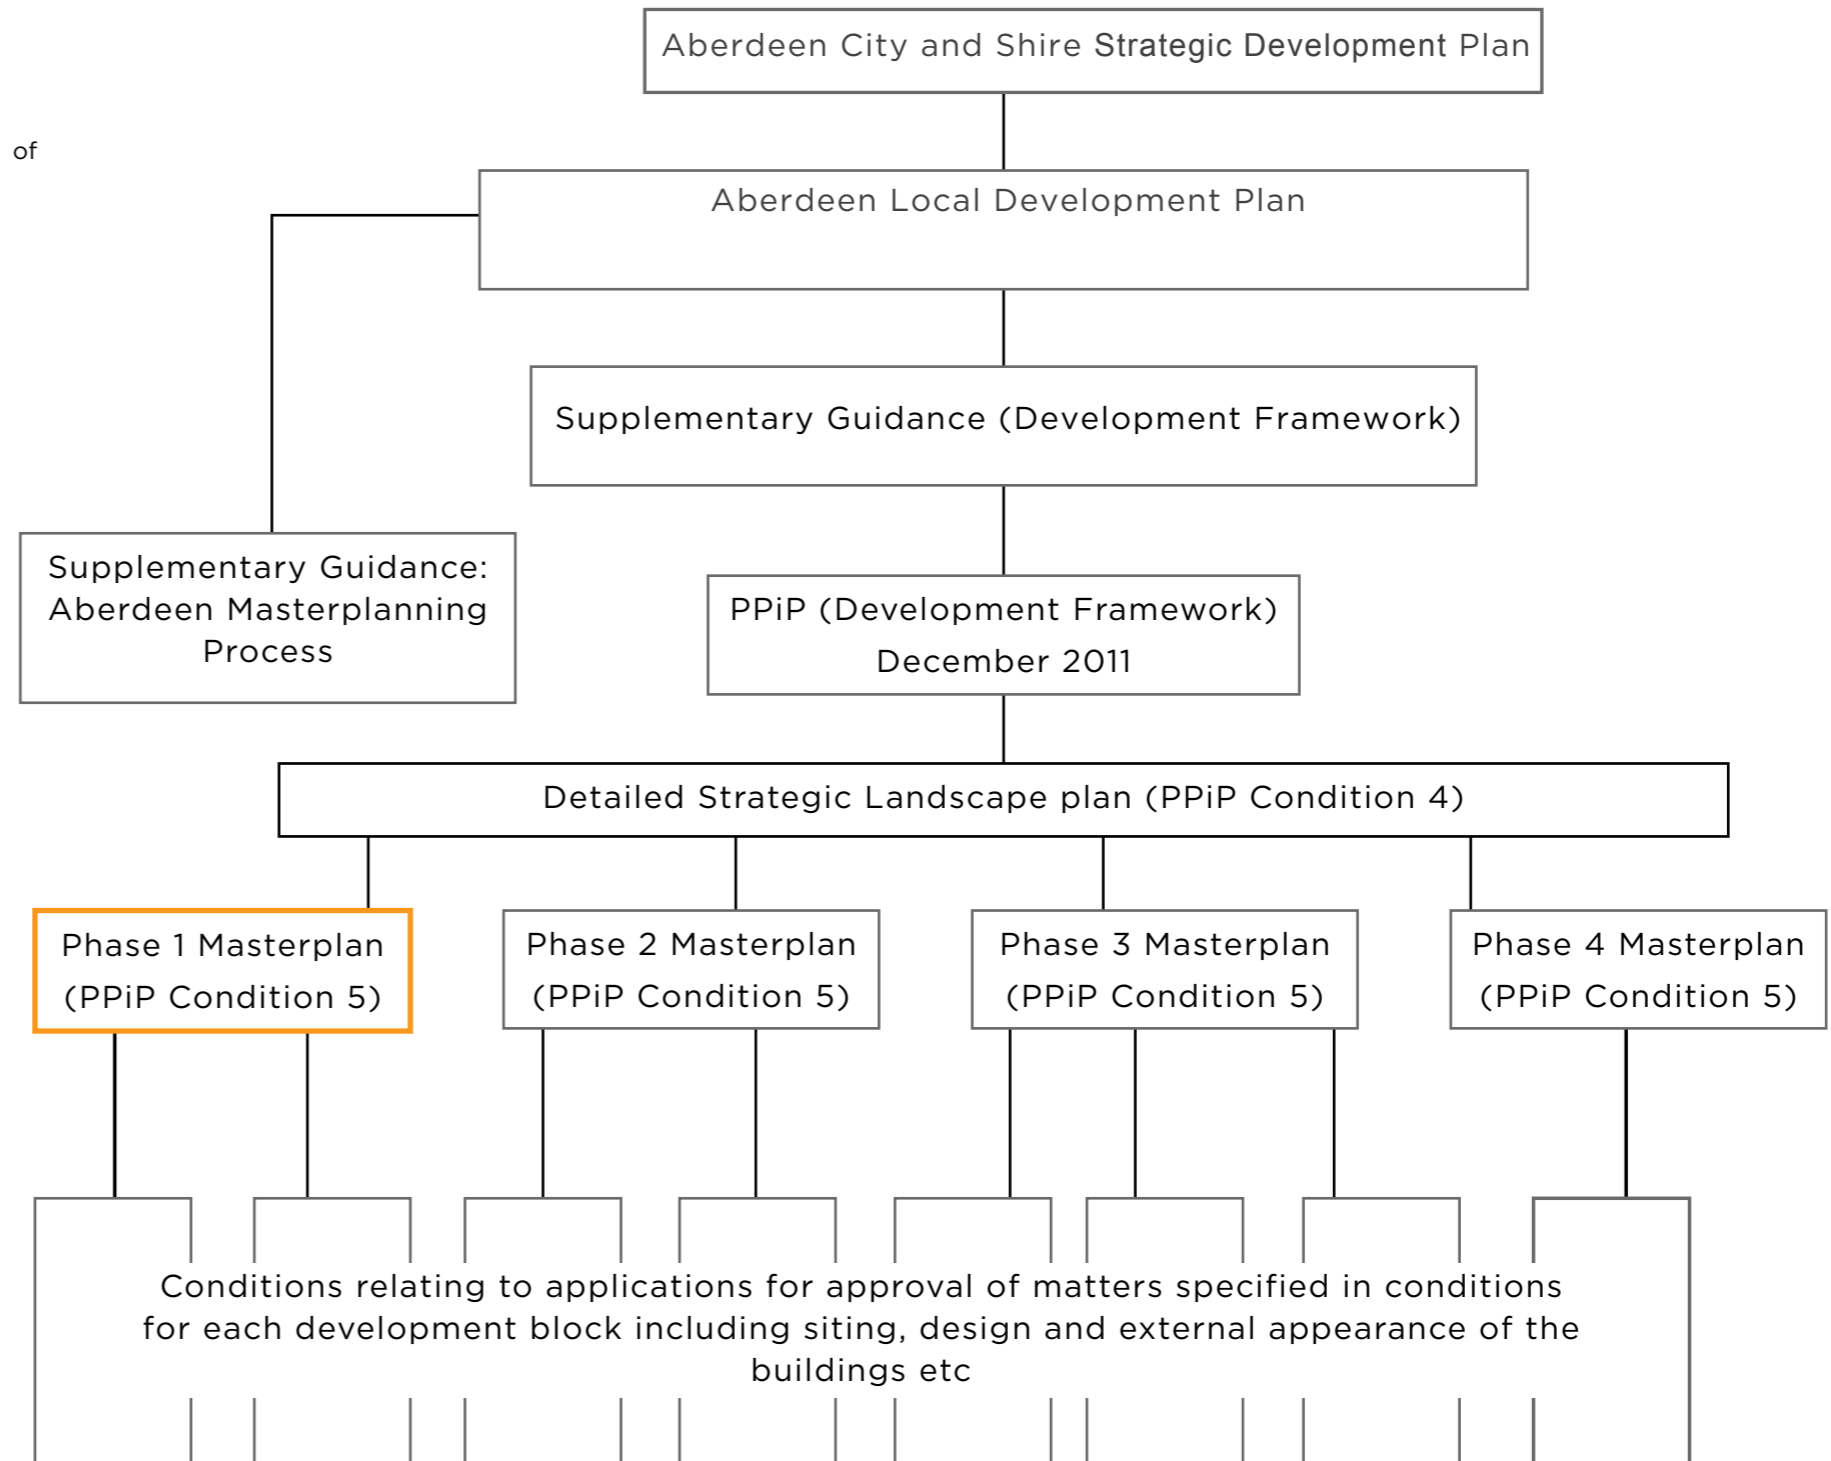 Aberdeen City and Shire Strategic Development Plan
of
Aberdeen Local Development Plan
Supplementary Guidance (Development Framework)
Supplementary Guidance:
Aberdeen Masterplanning
Process
PPiP (Development Framework)
December 2011
Detailed Strategic Landscape plan (PPiP Condition 4)
Phase 1 Masterplan
(PPiP Condition 5)
Phase 2 Masterplan
(PPiP Condition 5)
Phase 3 Masterplan
(PPiP Condition 5)
Phase 4 Masterplan
(PPiP Condition 5)
Conditions relating to applications for approval of matters specified in conditions
for each development block including siting, design and external appearance of the
buildings etc